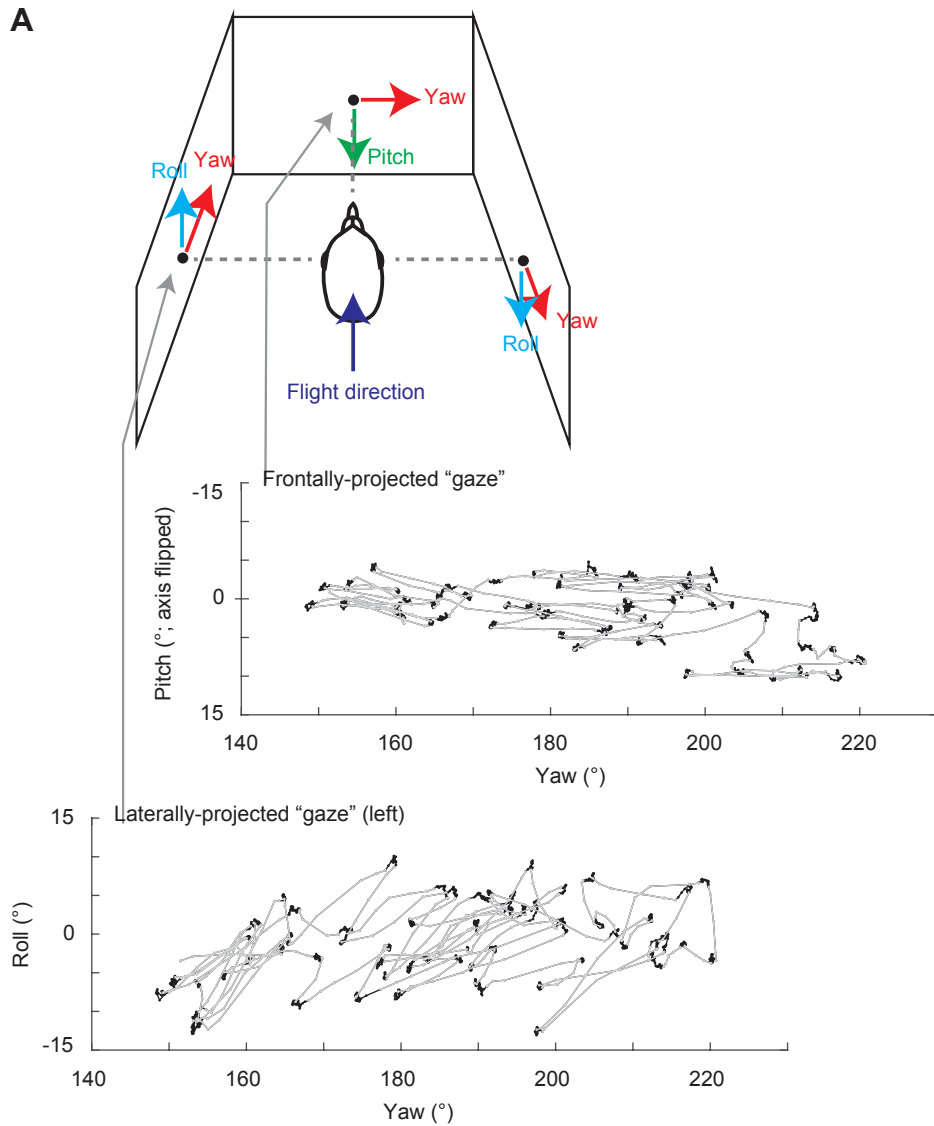 A
Yaw
Pitch
Roll
Yaw
Yaw
Roll
Flight direction
Frontally-projected “gaze”
-15
0
15
Pitch (°; axis flipped)
140 160 180 200 220
Yaw (°)
Laterally-projected “gaze” (left)
15
0
-15
Roll (°)
140 160 180 200 220
Yaw (°)